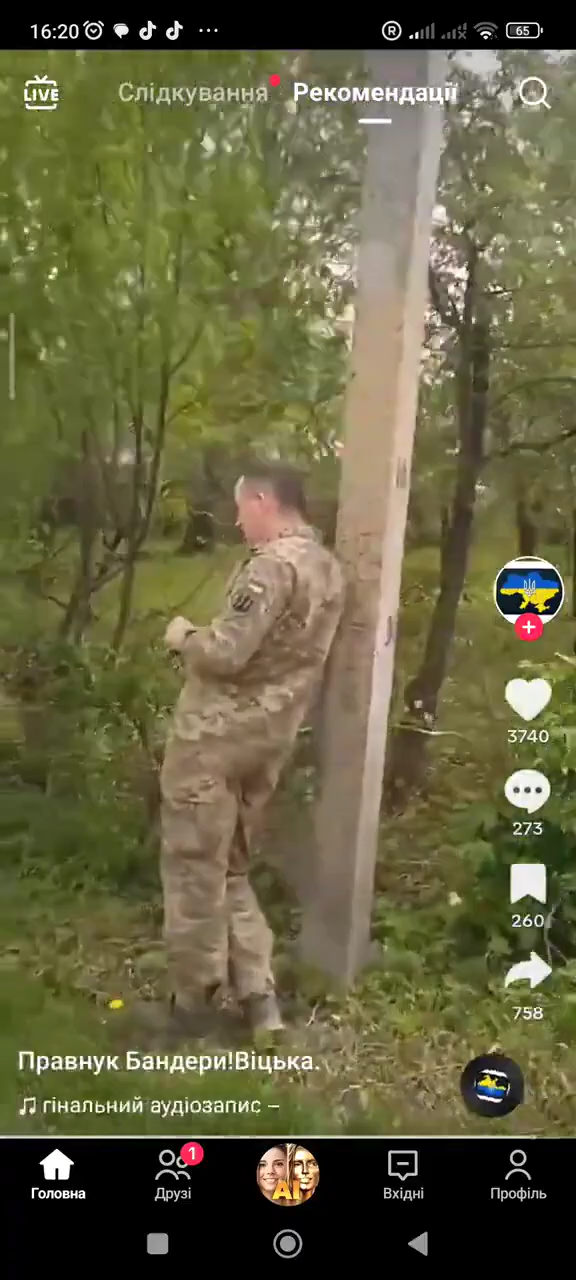 16:20
R
65
LIVE
Слідкування
Рекомендації
3740
273
260
758
Правнук Бандери!Віцька.
гінальний аудіозапис –
1
AI
Головна
Друзі
Вхідні
Профіль